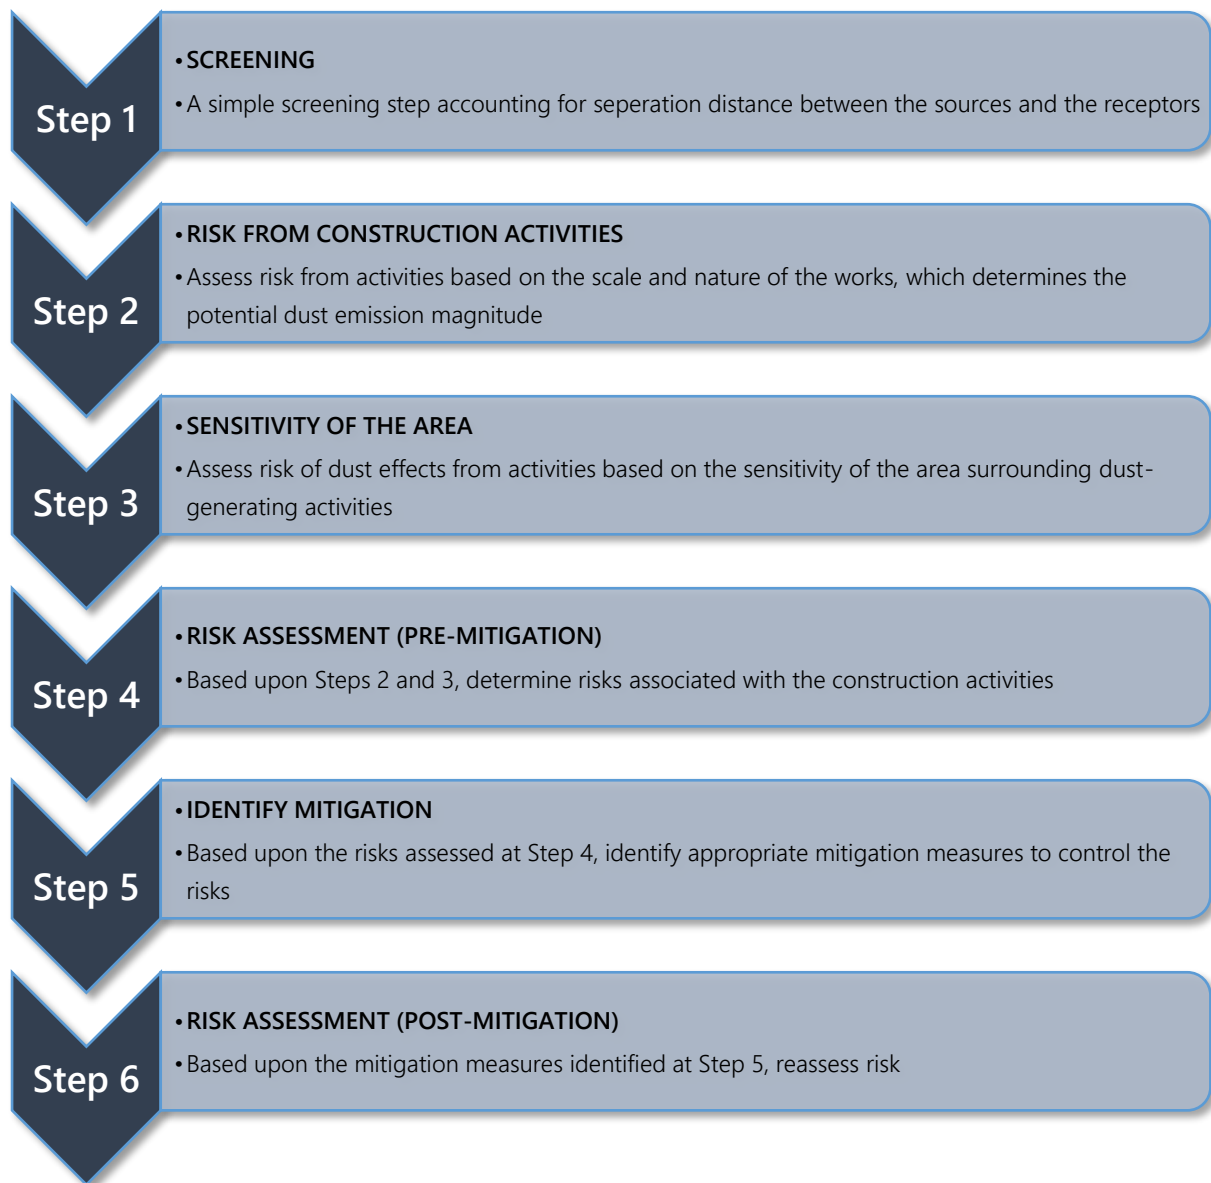 Step 1
• SCREENING
• A simple screening step accounting for seperation distance between the sources and the receptors
Step 2
• RISK FROM CONSTRUCTION ACTIVITIES
• Assess risk from activities based on the scale and nature of the works, which determines the
potential dust emission magnitude
Step 3
• SENSITIVITY OF THE AREA
• Assess risk of dust effects from activities based on the sensitivity of the area surrounding dust-
generating activities
Step 4
• RISK ASSESSMENT (PRE-MITIGATION)
• Based upon Steps 2 and 3, determine risks associated with the construction activities
Step 5
• IDENTIFY MITIGATION
• Based upon the risks assessed at Step 4, identify appropriate mitigation measures to control the
risks
Step 6
• RISK ASSESSMENT (POST-MITIGATION)
• Based upon the mitigation measures identified at Step 5, reassess risk